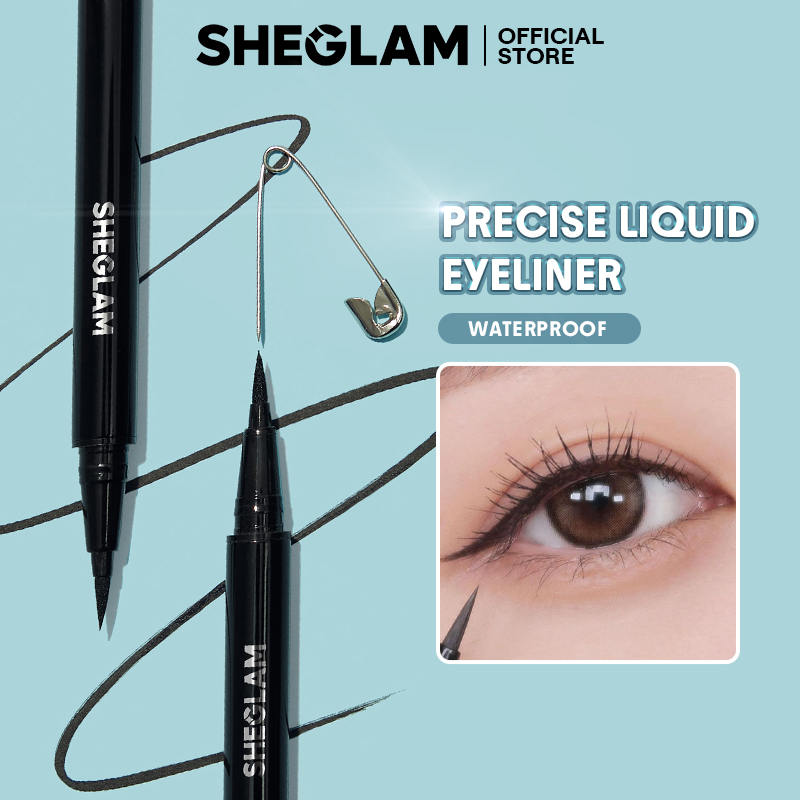 SHEGLAM
OFFICIAL
STORE
SHEGLAM
PRECISE LIQUID
EYELINER
WATERPROOF
SHEGLAM